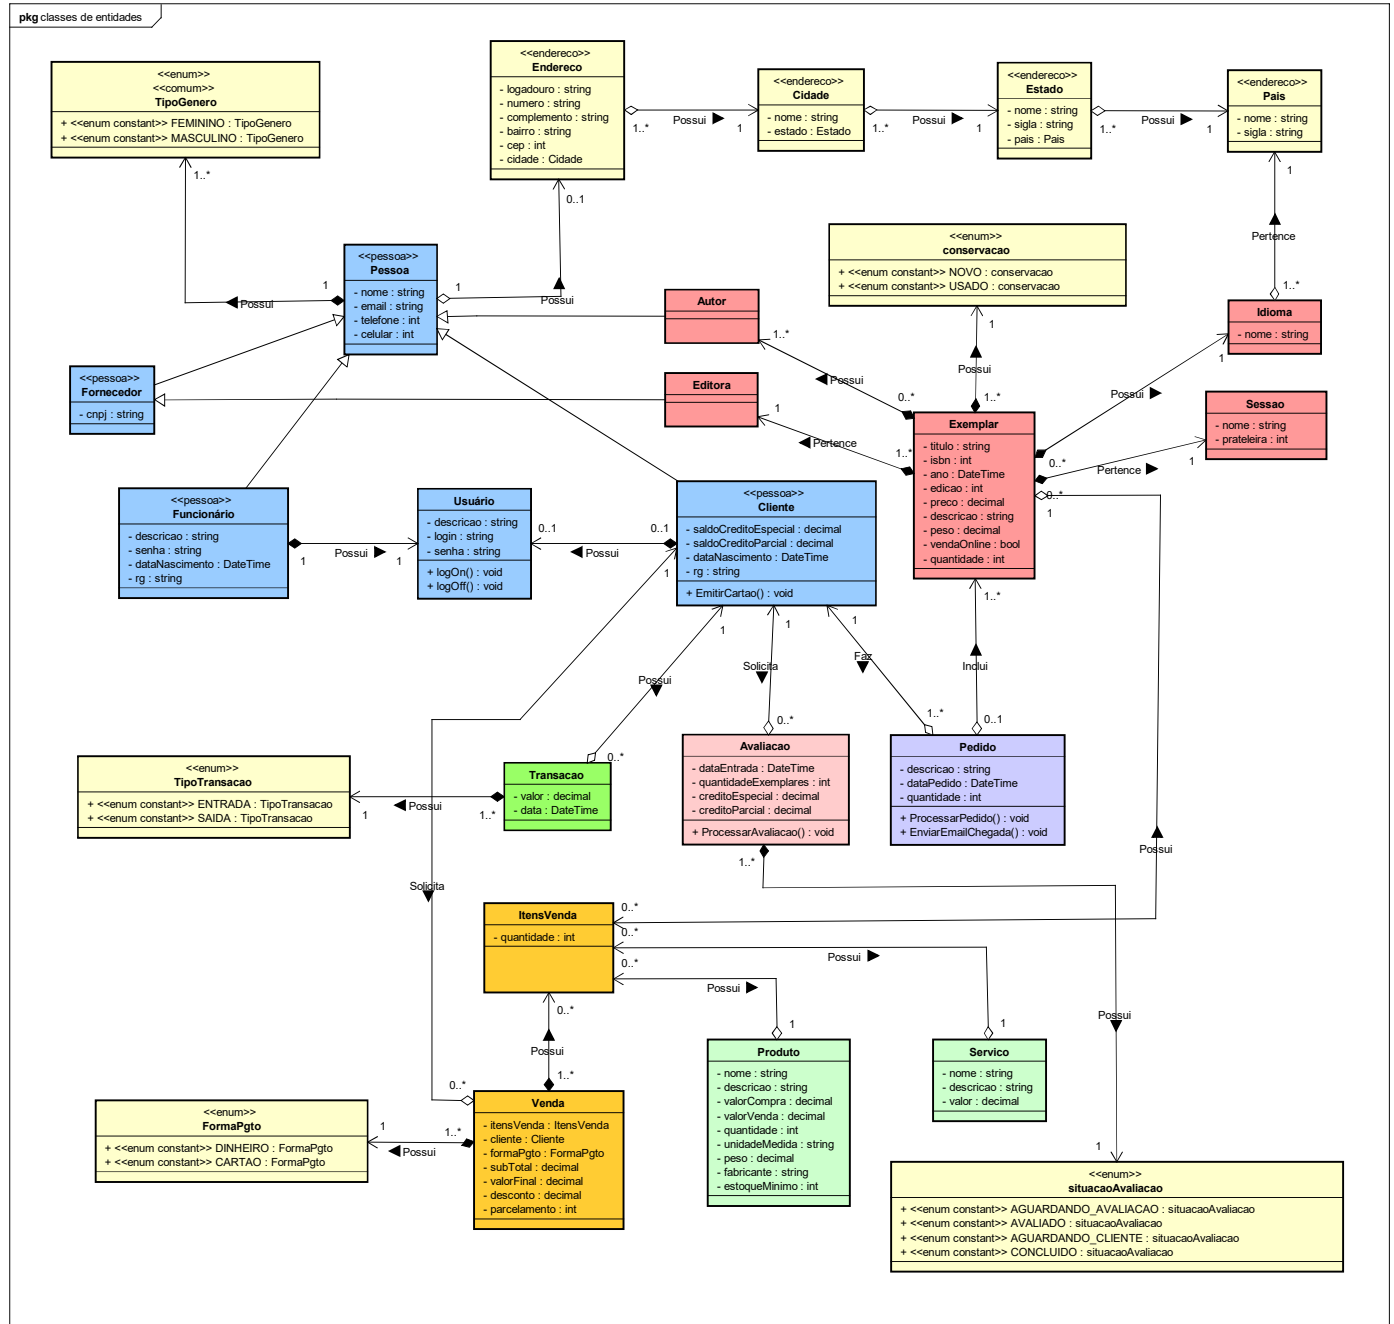 pkg classes de entidades
<<enum>>
<<comum>>
TipoGenero
+ <<enum constant>> FEMININO : TipoGenero
+ <<enum constant>> MASCULINO : TipoGenero
1..*
<<endereco>>
Endereco
- logadouro : string
- numero : string
- complemento : string
- bairro : string
- cep : int
- cidade : Cidade
0..1
1..*
Possui
1
<<endereco>>
Cidade
- nome : string
- estado : Estado
1..*
Possui
1
<<endereco>>
Estado
- nome : string
- sigla : string
- pais : Pais
1..*
Possui
1
<<endereco>>
Pais
- nome : string
- sigla : string
1
Pertence
1..*
<<enum>>
conservacao
+ <<enum constant>> NOVO : conservacao
+ <<enum constant>> USADO : conservacao
1
Possui
1..*
<<pessoa>>
Pessoa
- nome : string
- email : string
- telefone : int
- celular : int
1
Possui
1
Possui
Autor
1..*
Possui
0..*
Idioma
- nome : string
1
Possui
0..*
<<pessoa>>
Fornecedor
- cnpj : string
Editora
1
Pertence
1..*
Exemplar
- titulo : string
- isbn : int
- ano : DateTime
- edicao : int
- preco : decimal
- descricao : string
- peso : decimal
- vendaOnline : bool
- quantidade : int
Sessao
- nome : string
- prateleira : int
1
Pertence
0..*
1
1..*
<<pessoa>>
Funcionário
- descricao : string
- senha : string
- dataNascimento : DateTime
- rg : string
1
Possui
1
Usuário
- descricao : string
- login : string
- senha : string
+ logOn() : void
+ logOff() : void
0..1
Possui
0..1
<<pessoa>>
Cliente
- saldoCreditoEspecial : decimal
- saldoCreditoParcial : decimal
- dataNascimento : DateTime
- rg : string
+ EmitirCartao() : void
1
1
1
1
Possui
Solicita
Faz
Inclui
0..*
0..*
1..*
0..1
<<enum>>
TipoTransacao
+ <<enum constant>> ENTRADA : TipoTransacao
+ <<enum constant>> SAIDA : TipoTransacao
1
Possui
1..*
Transacao
- valor : decimal
- data : DateTime
Avaliacao
- dataEntrada : DateTime
- quantidadeExemplares : int
- creditoEspecial : decimal
- creditoParcial : decimal
+ ProcessarAvaliacao() : void
1..*
Pedido
- descricao : string
- dataPedido : DateTime
- quantidade : int
+ ProcessarPedido() : void
+ EnviarEmailChegada() : void
Possui
Solicita
ItensVenda
- quantidade : int
0..*
0..*
0..*
Possui
Possui
0..*
Possui
1..*
Possui
1
1
Produto
- nome : string
- descricao : string
- valorCompra : decimal
- valorVenda : decimal
- quantidade : int
- unidadeMedida : string
- peso : decimal
- fabricante : string
- estoqueMinimo : int
Servico
- nome : string
- descricao : string
- valor : decimal
0..*
Venda
- itensVenda : ItensVenda
- cliente : Cliente
- formaPgto : FormaPgto
- subTotal : decimal
- valorFinal : decimal
- desconto : decimal
- parcelamento : int
<<enum>>
FormaPgto
+ <<enum constant>> DINHEIRO : FormaPgto
+ <<enum constant>> CARTAO : FormaPgto
1
Possui
1..*
1
<<enum>>
situacaoAvaliacao
+ <<enum constant>> AGUARDANDO_AVALIACAO : situacaoAvaliacao
+ <<enum constant>> AVALIADO : situacaoAvaliacao
+ <<enum constant>> AGUARDANDO_CLIENTE : situacaoAvaliacao
+ <<enum constant>> CONCLUIDO : situacaoAvaliacao